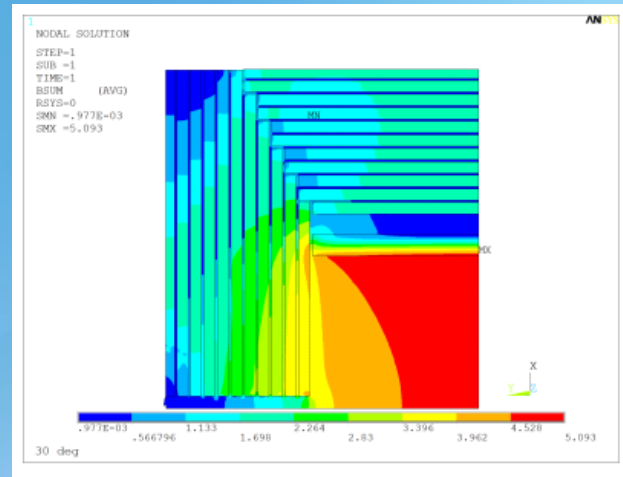 1
ANSYS
NODAL SOLUTION
STEP=1
SUB =1
TIME=1
BSUM (AVG)
RSYS=0
SMN =.977E-03
SMX =5.093
MN
MX
X
Y Z
.977E-03 1.133 2.264 3.396 4.528
.566796 1.698 2.83 3.962 5.093
30 deg